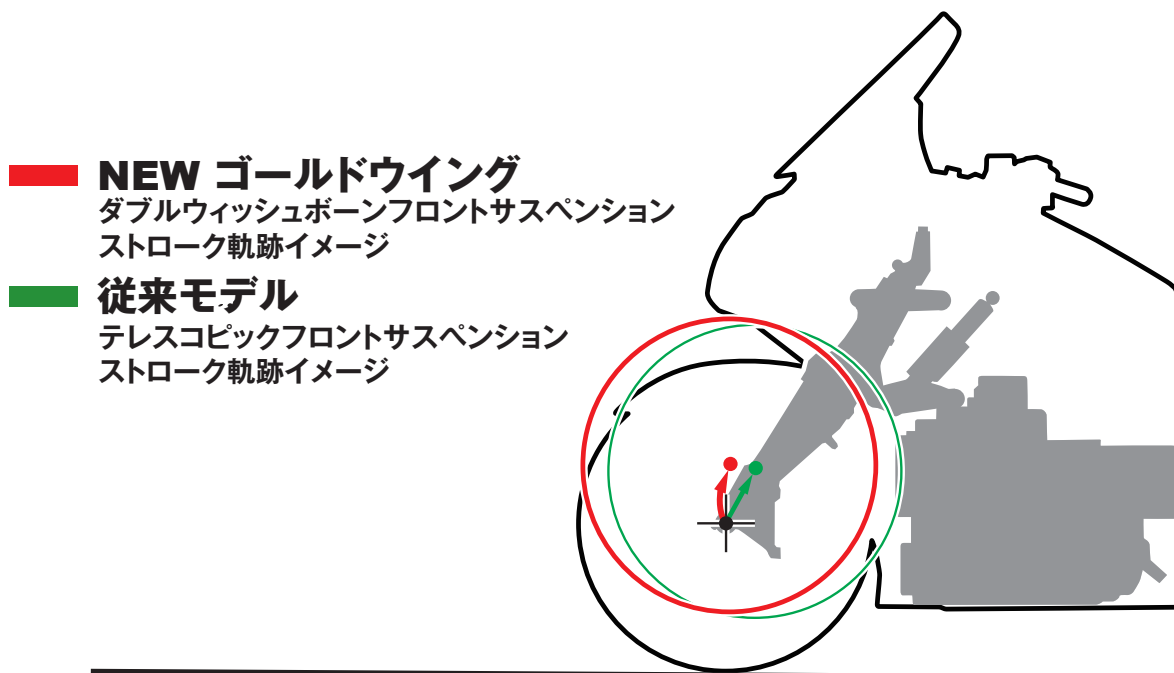 NEW ゴールドウイング
ダブルウィッシュボーンフロントサスペンション
ストローク軌跡イメージ
従来モデル
テレスコピックフロントサスペンション
ストローク軌跡イメージ